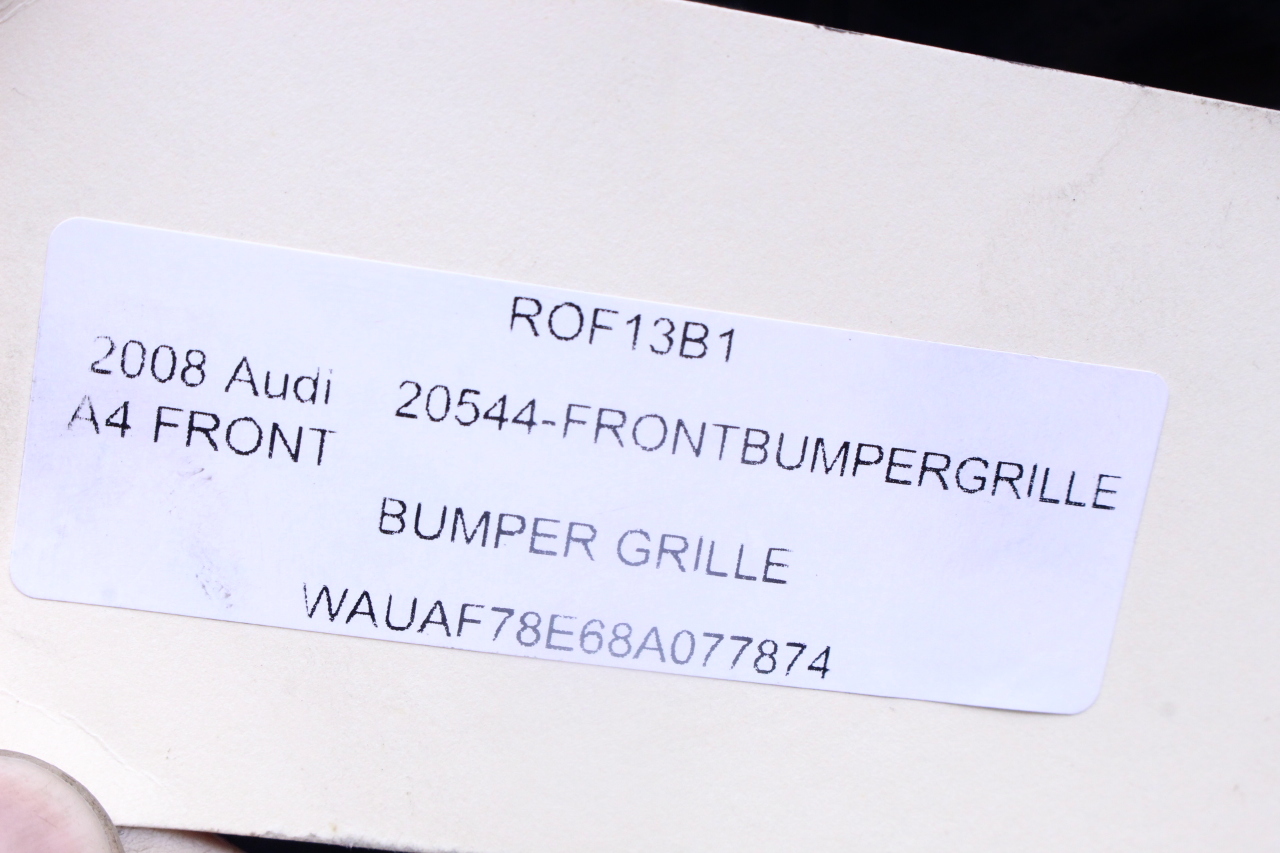 ROF13B1
2008 Audi
A4 FRONT
20544-FRONTBUMPERGRILLE
BUMPER GRILLE
WAUAF78E68A077874